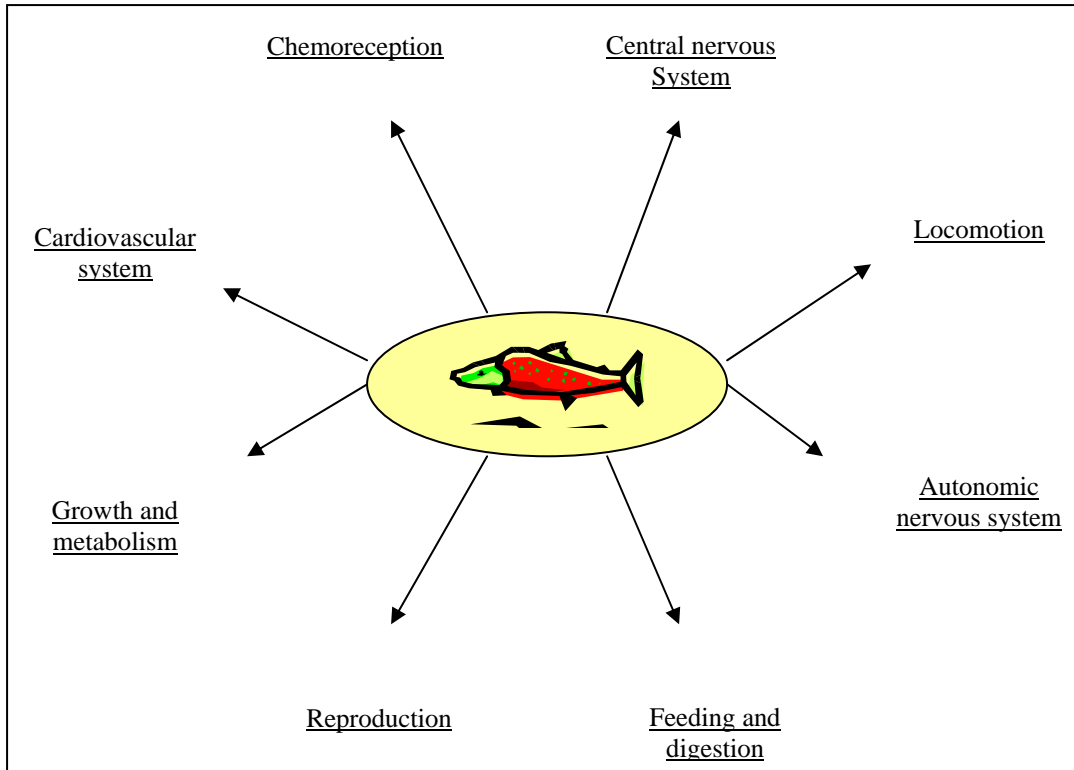 Chemoreception
Central nervous
System
Cardiovascular
system
Locomotion
Growth and
metabolism
Autonomic
nervous system
Reproduction
Feeding and
digestion